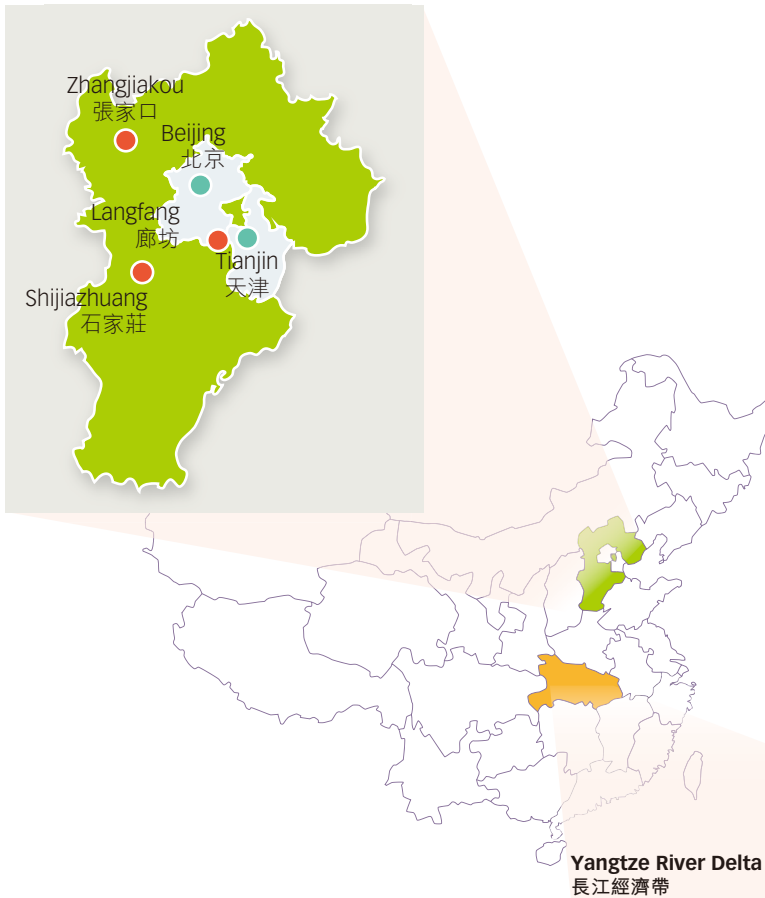 Zhangjiakou
張家口
Beijing
北京
Langfang
廊坊
Tianjin
天津
Shijiazhuang
石家莊
Yangtze River Delta
長江經濟帶